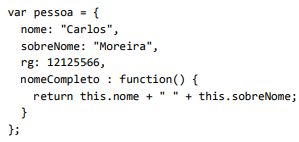 var pessoa = {
  nome: "Carlos",
  sobreNome: "Moreira",
  rg: 12125566,
  nomeCompleto : function() {
    return this.nome + " " + this.sobreNome;
  }
};